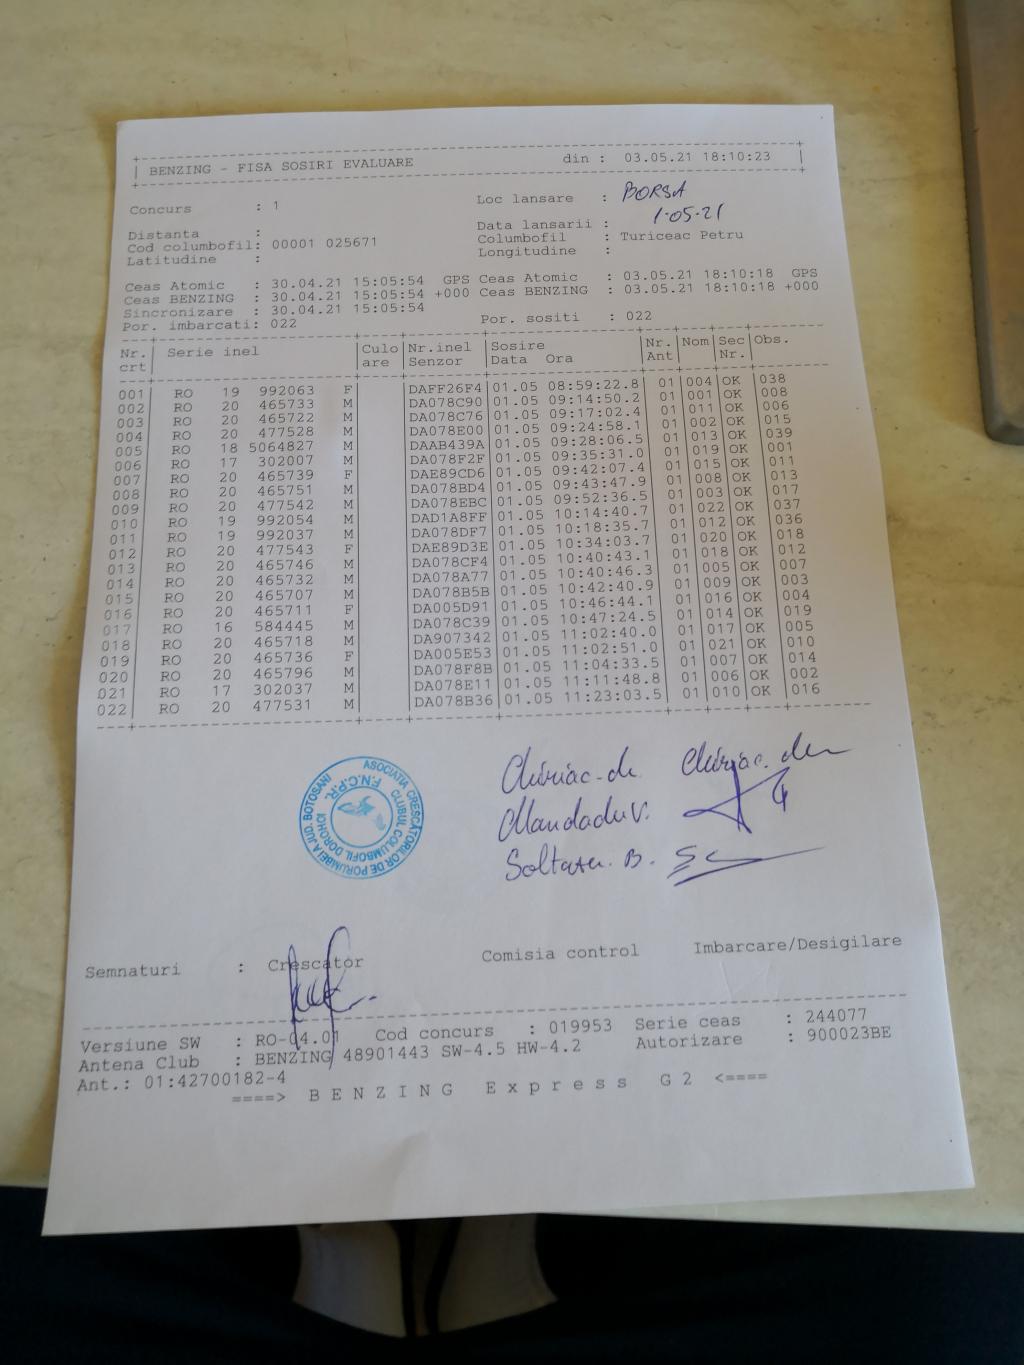 BENZING - FISA SOSIRI EVALUARE din : 03.05.21 18:10:23
Concurs : 1 Loc lansare : BORSA
Distanta : Data lansarii : 1.05.21
Cod columbofil: 00001 025671 Columbofil : Turiceac Petru
Latitudine : Longitudine :
Ceas Atomic : 30.04.21 15:05:54 GPS Ceas Atomic : 03.05.21 18:10:18 GPS
Ceas BENZING : 30.04.21 15:05:54 +000 Ceas BENZING : 03.05.21 18:10:18 +000
Sincronizare : 30.04.21 15:05:54
Por. imbarcati: 022 Por. sositi : 022
Nr. Serie inel Culo Nr.inel Sosire Nr. Nom Sec Obs.
crt are Senzor Data Ora Ant Nr.
001 RO 19 992063 F DAFF26F4 01.05 08:59:22.8 01 004 OK 038
002 RO 20 465733 M DA078C90 01.05 09:14:50.2 01 001 OK 008
003 RO 20 465722 M DA078C76 01.05 09:17:02.4 01 011 OK 006
004 RO 20 477528 M DA078E00 01.05 09:24:58.1 01 002 OK 015
005 RO 18 5064827 M DAAB439A 01.05 09:28:06.5 01 013 OK 039
006 RO 17 302007 M DA078F2F 01.05 09:35:31.0 01 019 OK 001
007 RO 20 465739 F DAE89CD6 01.05 09:42:07.4 01 015 OK 011
008 RO 20 465751 M DA078BD4 01.05 09:43:47.9 01 008 OK 013
009 RO 20 477542 M DA078EBC 01.05 09:52:36.5 01 003 OK 017
010 RO 19 992054 M DAD1A8FF 01.05 10:14:40.7 01 022 OK 037
011 RO 19 992037 M DA078DF7 01.05 10:18:35.7 01 012 OK 036
012 RO 20 477543 F DAE89D3E 01.05 10:34:03.7 01 020 OK 018
013 RO 20 465746 M DA078CF4 01.05 10:40:43.1 01 018 OK 012
014 RO 20 465732 M DA078A77 01.05 10:40:46.3 01 005 OK 007
015 RO 20 465707 M DA078B5B 01.05 10:42:40.9 01 009 OK 003
016 RO 20 465711 F DA005D91 01.05 10:46:44.1 01 016 OK 004
017 RO 16 584445 M DA078C39 01.05 10:47:24.5 01 014 OK 019
018 RO 20 465718 M DA907342 01.05 11:02:40.0 01 017 OK 005
019 RO 20 465736 F DA005E53 01.05 11:02:51.0 01 021 OK 010
020 RO 20 465796 M DA078F8B 01.05 11:04:33.5 01 007 OK 014
021 RO 17 302037 M DA078E11 01.05 11:11:48.8 01 006 OK 002
022 RO 20 477531 M DA078B36 01.05 11:23:03.5 01 010 OK 016
ASOCIATIA CRESCATORILOR DE PORUMBEI A JUD. BOTOSANI
CLUBUL COLUMBOFIL DOROHOI
F.N.C.P.R.
Semnaturi : Crescator Comisia control Imbarcare/Desigilare
Versiune SW : RO-04.01 Cod concurs : 019953 Serie ceas : 244077
Antena Club : BENZING 48901443 SW-4.5 HW-4.2 Autorizare : 900023BE
Ant.: 01:42700182-4
====> BENZING Express G2 <====